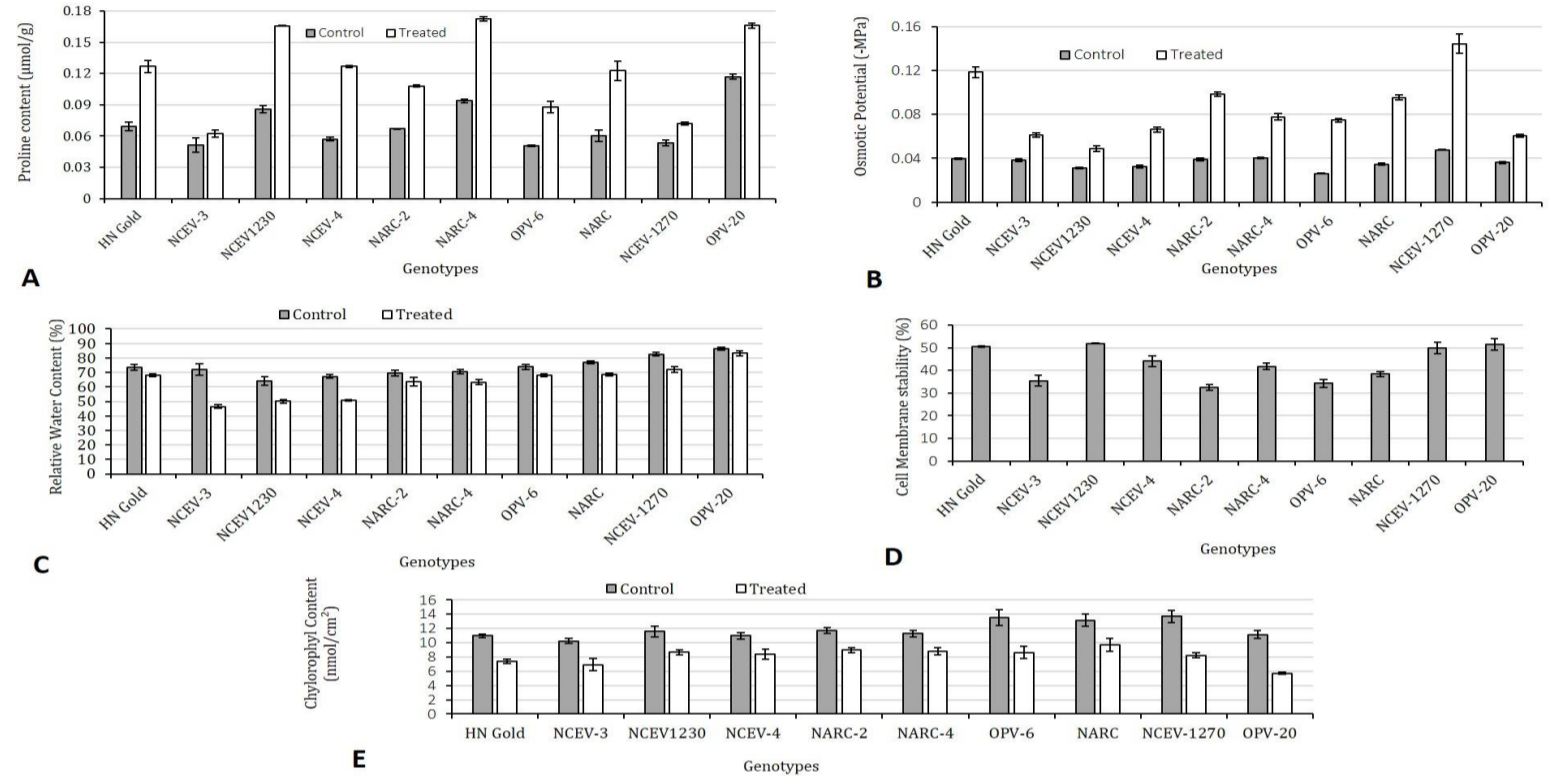 Proline content (µmol/g)
0.18
0.15
0.12
0.09
0.06
0.03
0
Control Treated
HN Gold NCEV-3 NCEV1230 NCEV-4 NARC-2 NARC-4 OPV-6 NARC NCEV-1270 OPV-20
Genotypes
A
Osmotic Potential (-MPa)
0.16
0.12
0.08
0.04
0
Control Treated
HN Gold NCEV-3 NCEV1230 NCEV-4 NARC-2 NARC-4 OPV-6 NARC NCEV-1270 OPV-20
Genotypes
B
Relative Water Content (%)
100
90
80
70
60
50
40
30
20
10
0
Control Treated
HN Gold NCEV-3 NCEV1230 NCEV-4 NARC-2 NARC-4 OPV-6 NARC NCEV-1270 OPV-20
Genotypes
C
Cell Membrane stability (%)
60
50
40
30
20
10
0
HN Gold NCEV-3 NCEV1230 NCEV-4 NARC-2 NARC-4 OPV-6 NARC NCEV-1270 OPV-20
Genotypes
D
Chylorophyl Content
(nmol/cm²)
16
14
12
10
8
6
4
2
0
Control Treated
HN Gold NCEV-3 NCEV1230 NCEV-4 NARC-2 NARC-4 OPV-6 NARC NCEV-1270 OPV-20
Genotypes
E